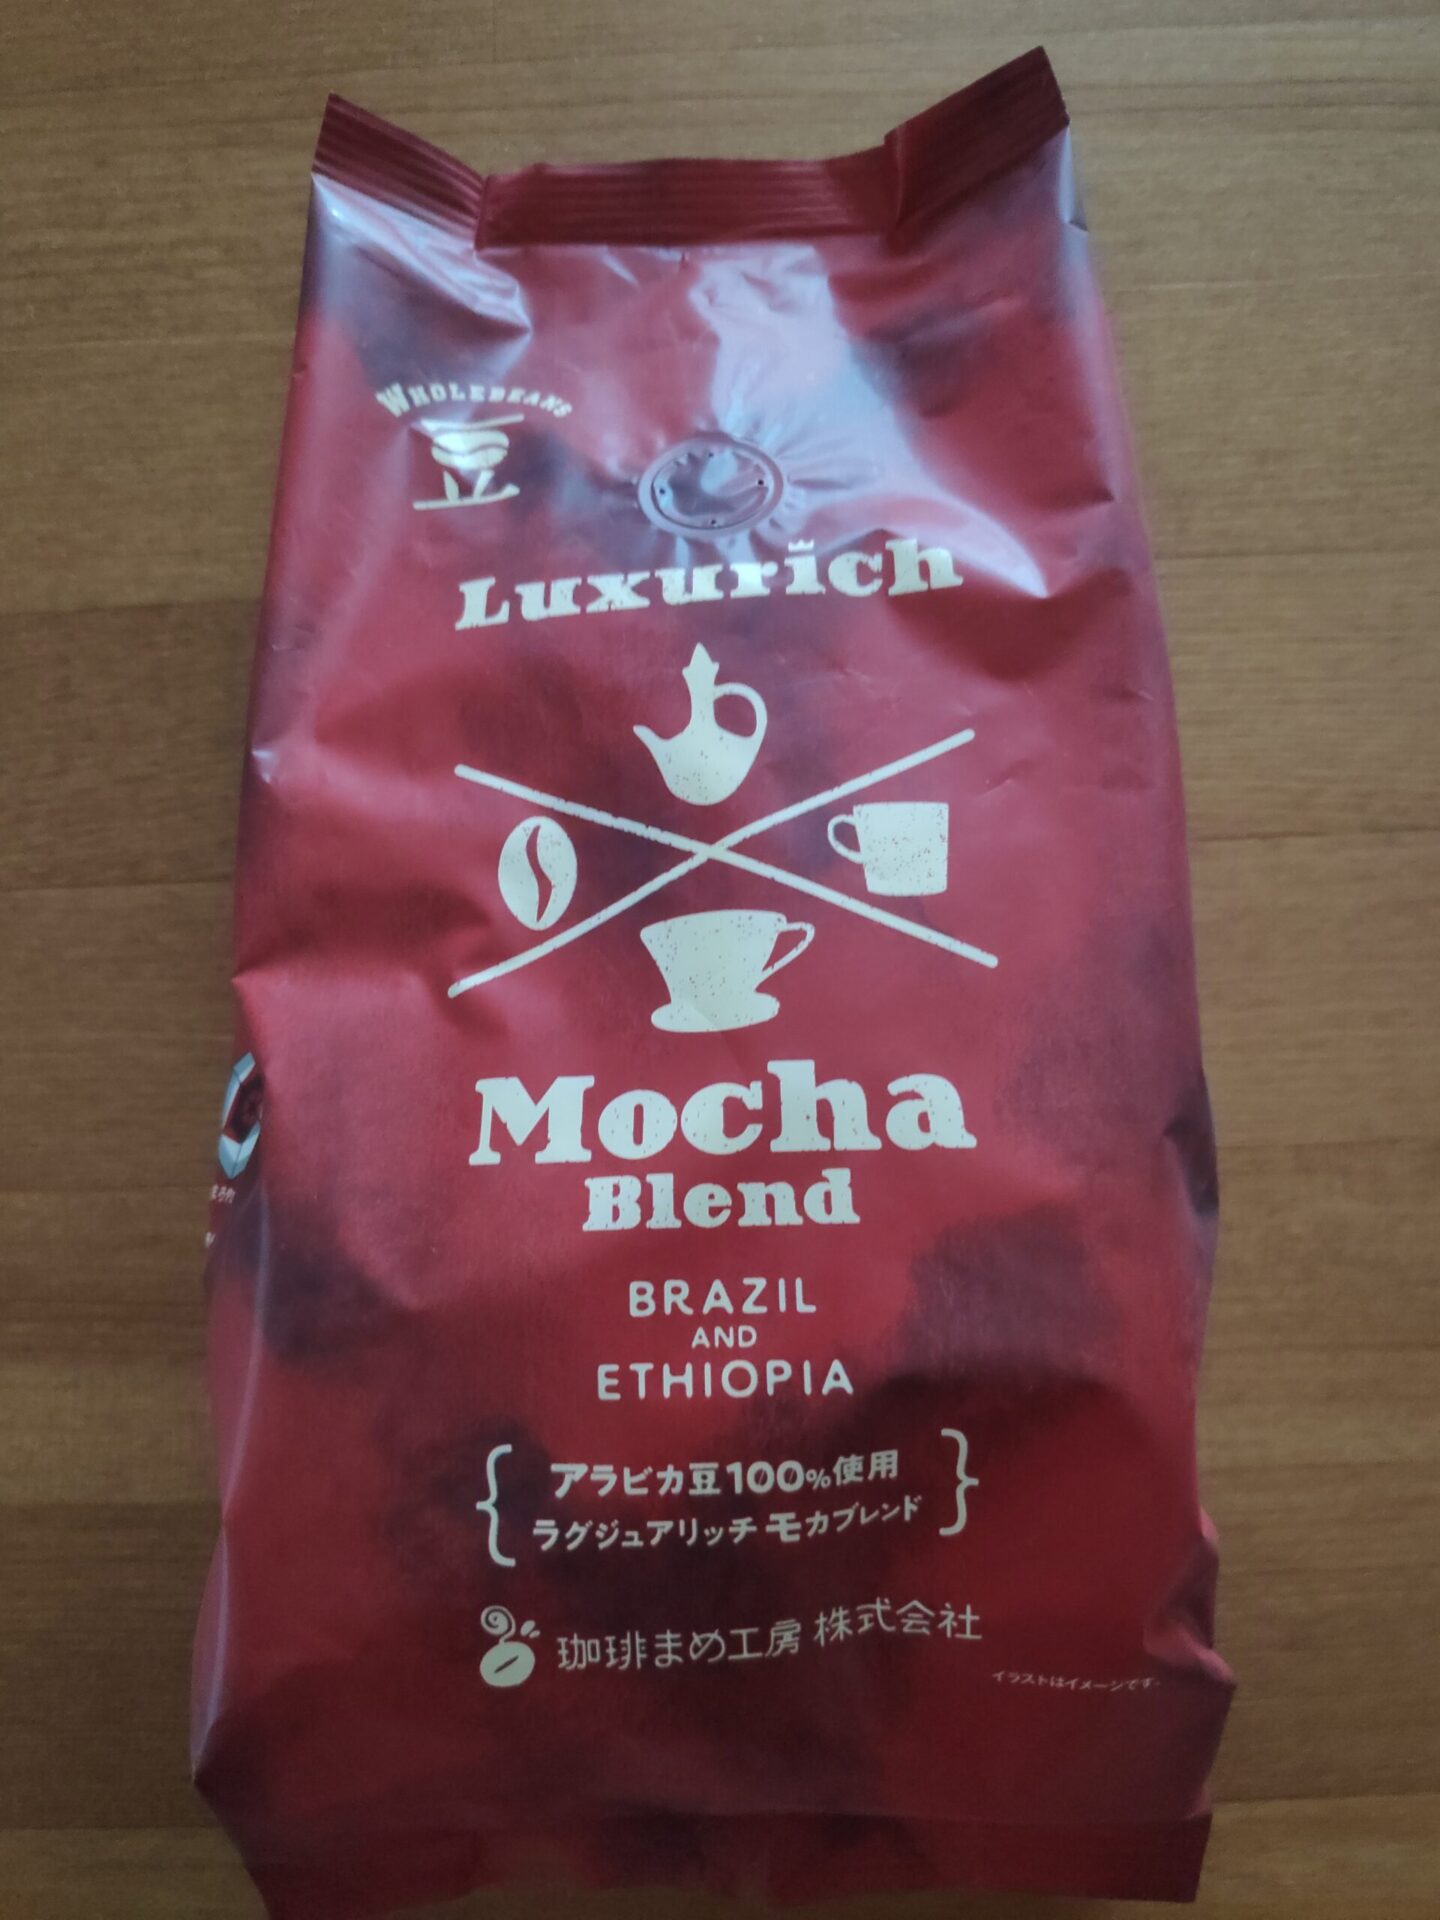 WHOLEBEANS
豆
Luxurich
Mocha
Blend
BRAZIL
AND
ETHIOPIA
アラビカ豆100%使用
ラグジュアリッチ モカブレンド
珈琲まめ工房 株式会社
イラストはイメージです。